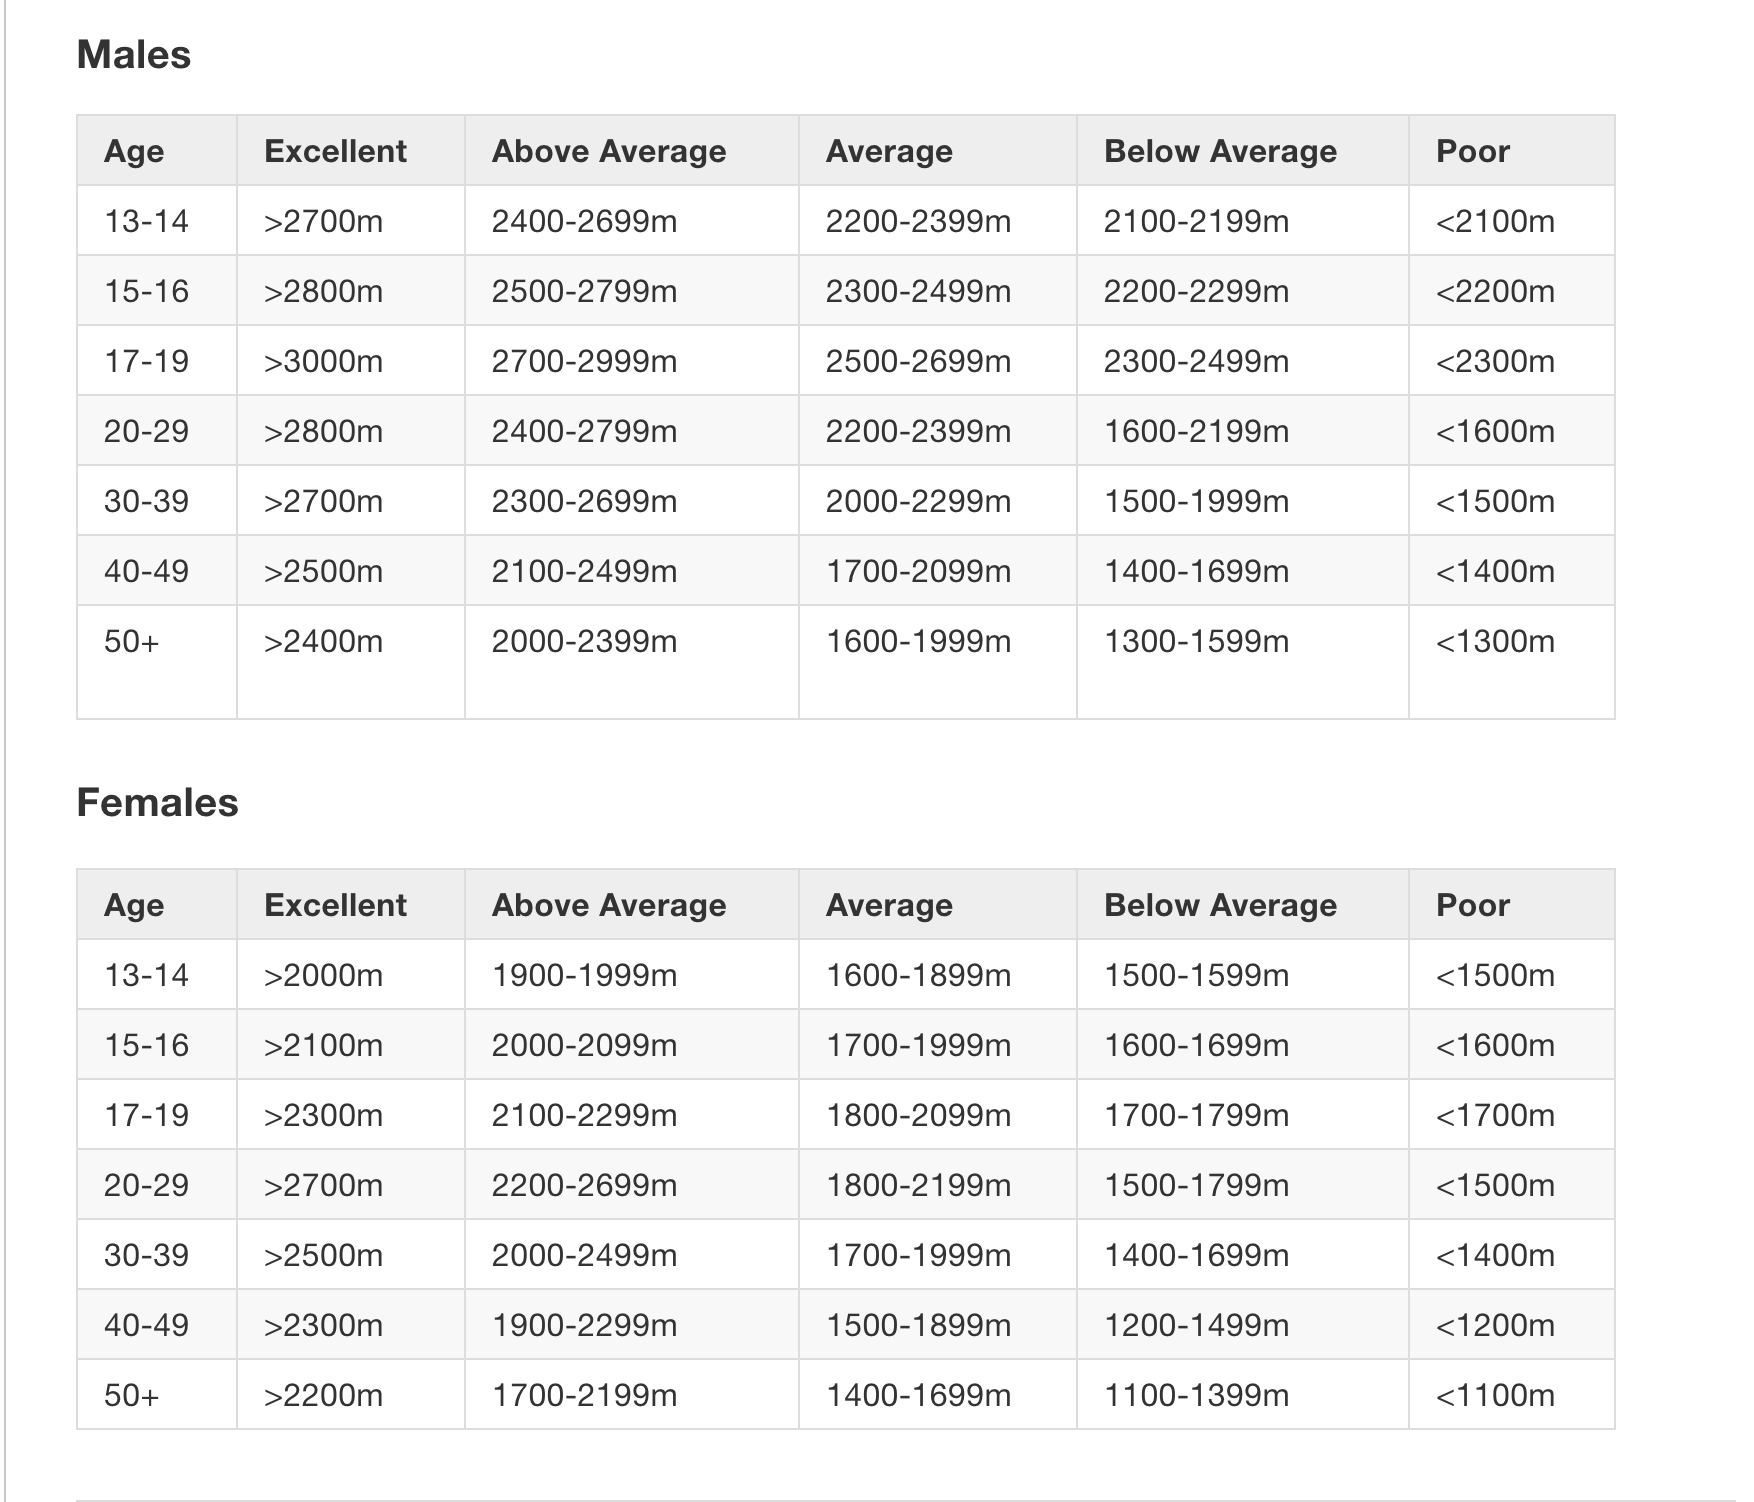 Males
Age Excellent Above Average Average Below Average Poor
13-14 >2700m 2400-2699m 2200-2399m 2100-2199m <2100m
15-16 >2800m 2500-2799m 2300-2499m 2200-2299m <2200m
17-19 >3000m 2700-2999m 2500-2699m 2300-2499m <2300m
20-29 >2800m 2400-2799m 2200-2399m 1600-2199m <1600m
30-39 >2700m 2300-2699m 2000-2299m 1500-1999m <1500m
40-49 >2500m 2100-2499m 1700-2099m 1400-1699m <1400m
50+ >2400m 2000-2399m 1600-1999m 1300-1599m <1300m
Females
Age Excellent Above Average Average Below Average Poor
13-14 >2000m 1900-1999m 1600-1899m 1500-1599m <1500m
15-16 >2100m 2000-2099m 1700-1999m 1600-1699m <1600m
17-19 >2300m 2100-2299m 1800-2099m 1700-1799m <1700m
20-29 >2700m 2200-2699m 1800-2199m 1500-1799m <1500m
30-39 >2500m 2000-2499m 1700-1999m 1400-1699m <1400m
40-49 >2300m 1900-2299m 1500-1899m 1200-1499m <1200m
50+ >2200m 1700-2199m 1400-1699m 1100-1399m <1100m